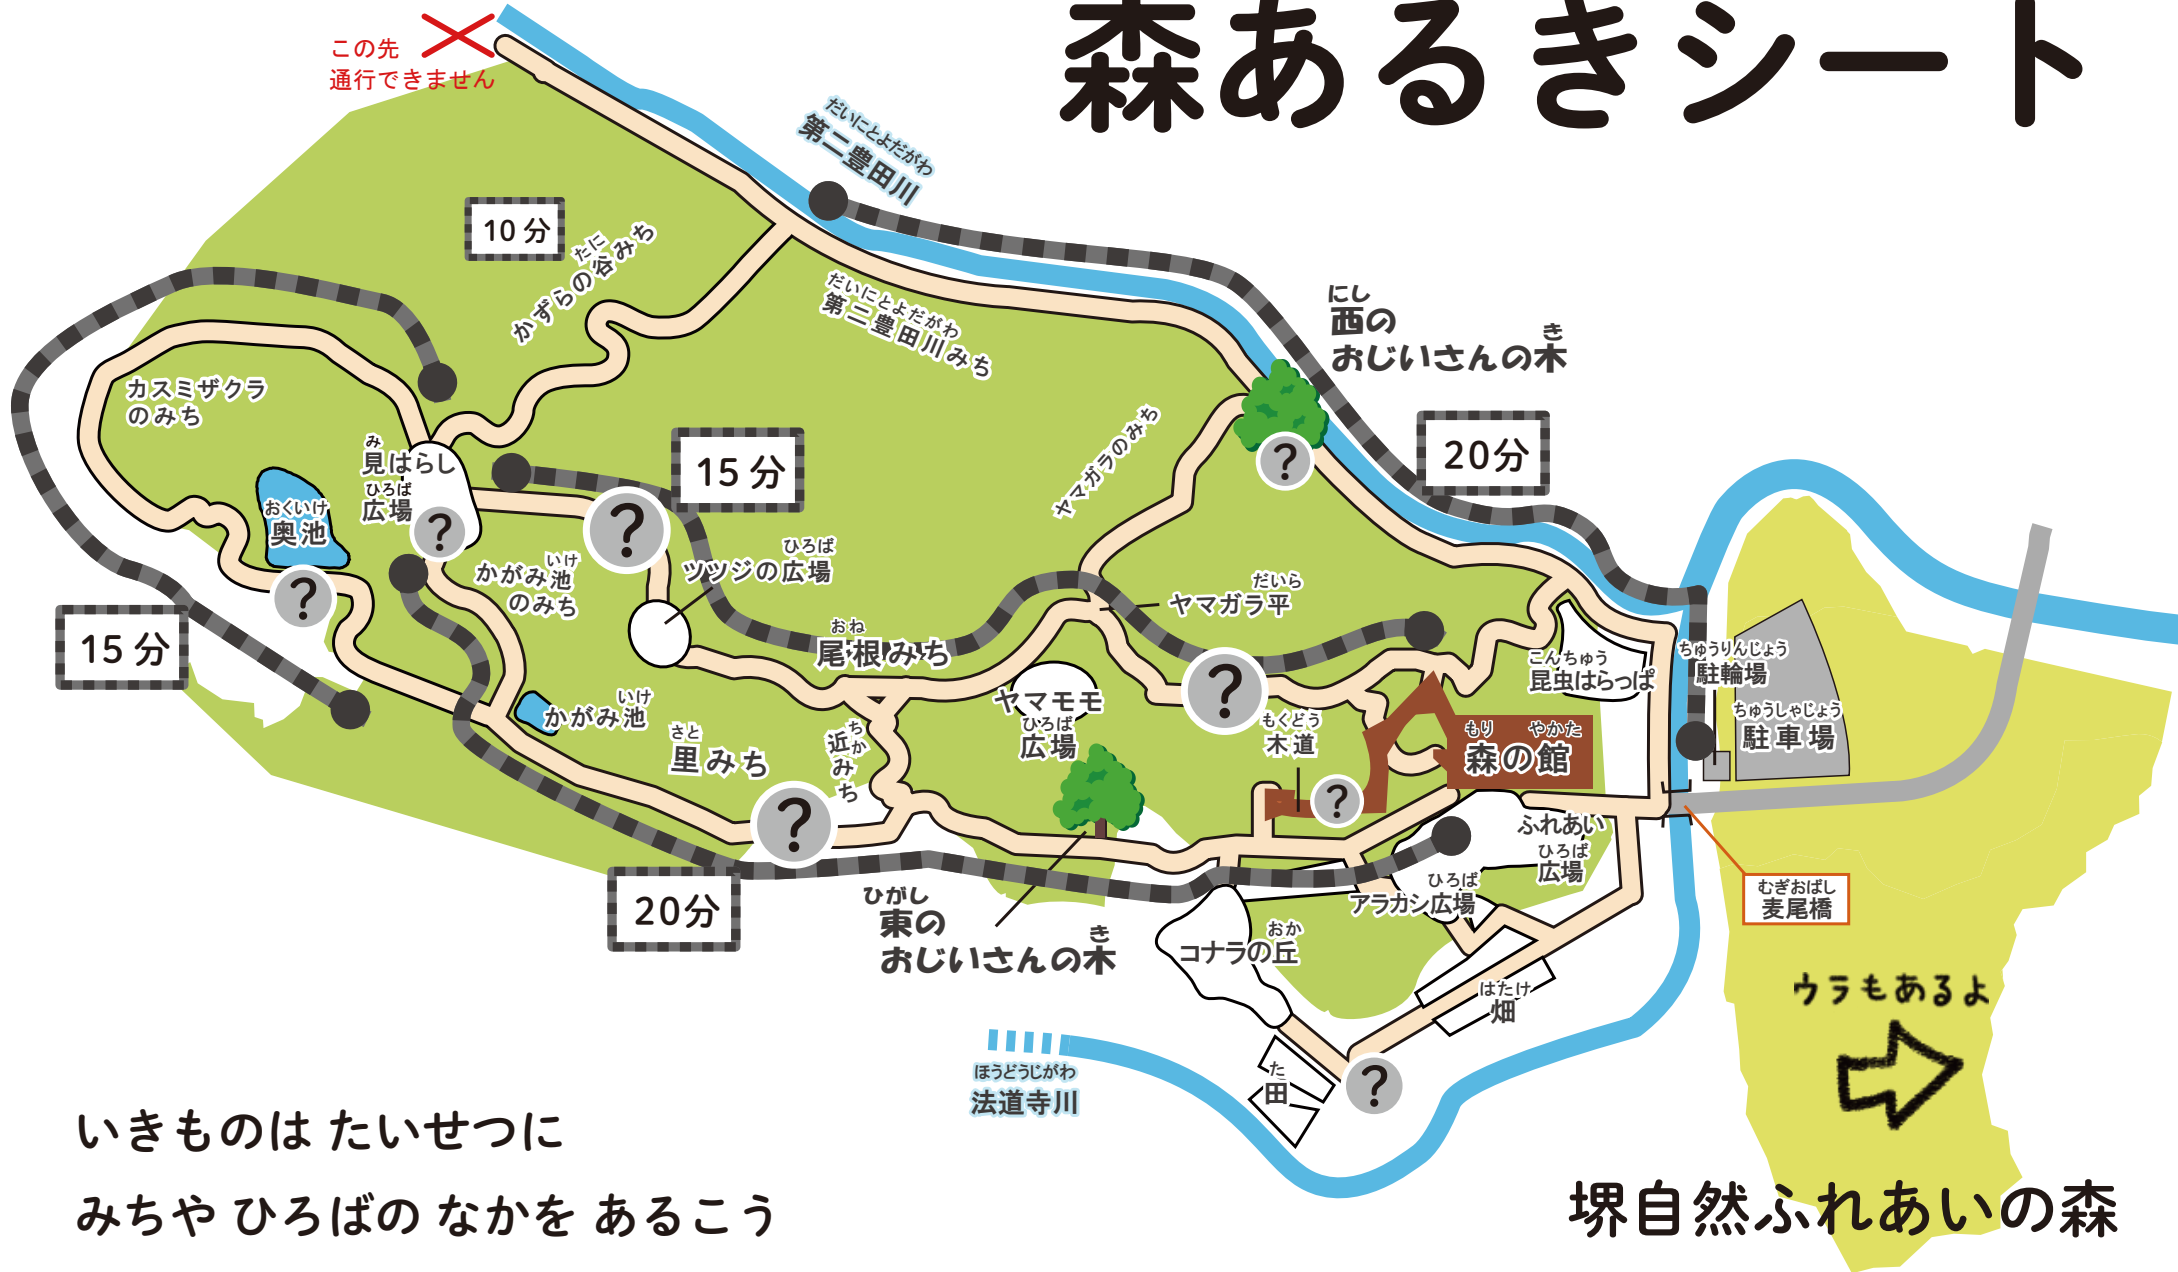 森あるきシート
この先
通行できません
だいにとよだがわ
第二豊田川
10分
たに
かずらの谷みち
だいにとよだがわ
第二豊田川みち
にし
西の
き
おじいさんの木
カスミザクラ
のみち
み
見はらし
ひろば
広場
?
15分
?
ヤマガラのみち
?
20分
おくいけ
奥池
?
いけ
かがみ池
のみち
ひろば
ツツジの広場
だいら
ヤマガラ平
15分
おね
尾根みち
こんちゅう
昆虫はらっぱ
ちゅうりんじょう
駐輪場
ちゅうしゃじょう
駐車場
いけ
かがみ池
さと
里みち
ちか
近みち
ヤマモモ
ひろば
広場
?
もくどう
木道
もり やかた
森の館
?
?
ふれあい
ひろば
広場
20分
ひがし
東の
き
おじいさんの木
ひろば
アラカシ広場
むぎおばし
麦尾橋
おか
コナラの丘
はたけ
畑
ウラもあるよ
ほうどうじがわ
法道寺川
た
田
?
いきものは たいせつに
みちや ひろばの なかを あるこう
堺自然ふれあいの森